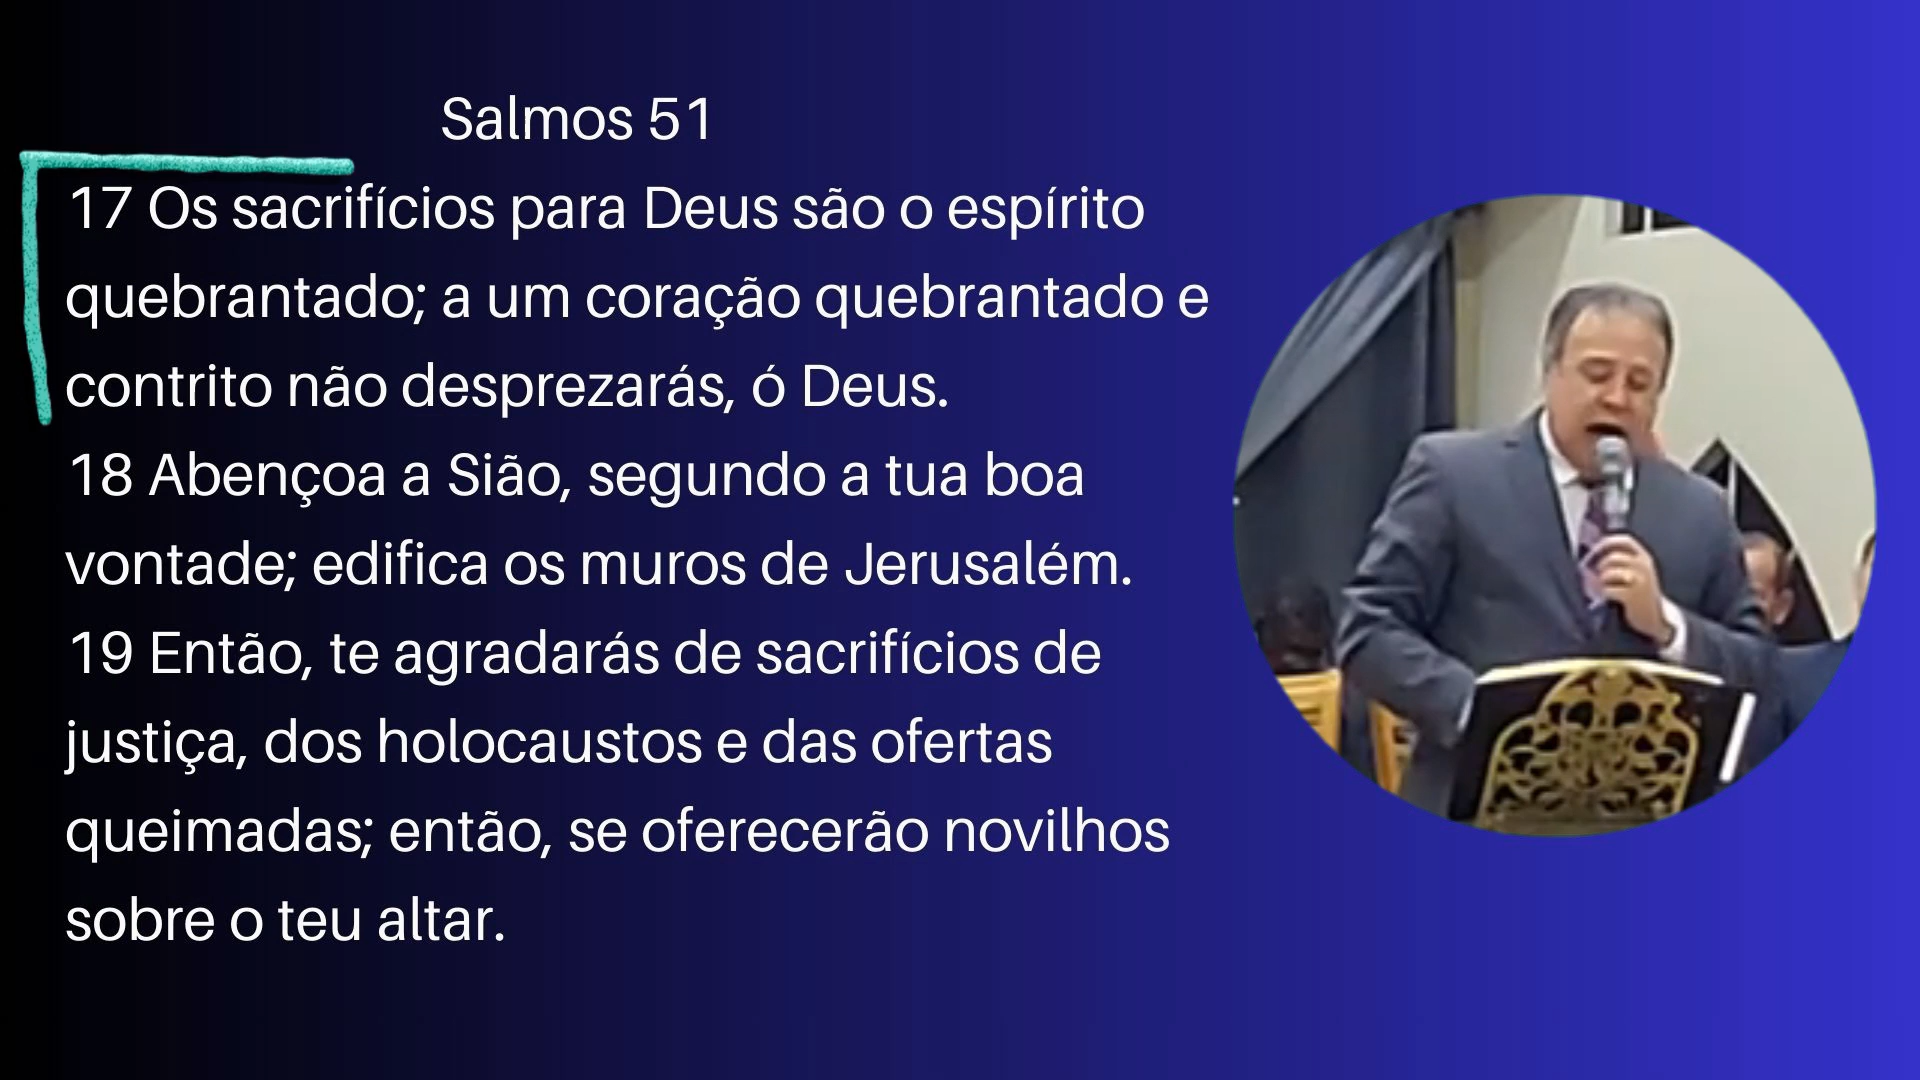 Salmos 51
17 Os sacrifícios para Deus são o espírito
quebrantado; a um coração quebrantado e
contrito não desprezarás, ó Deus.
18 Abençoa a Sião, segundo a tua boa
vontade; edifica os muros de Jerusalém.
19 Então, te agradarás de sacrifícios de
justiça, dos holocaustos e das ofertas
queimadas; então, se oferecerão novilhos
sobre o teu altar.